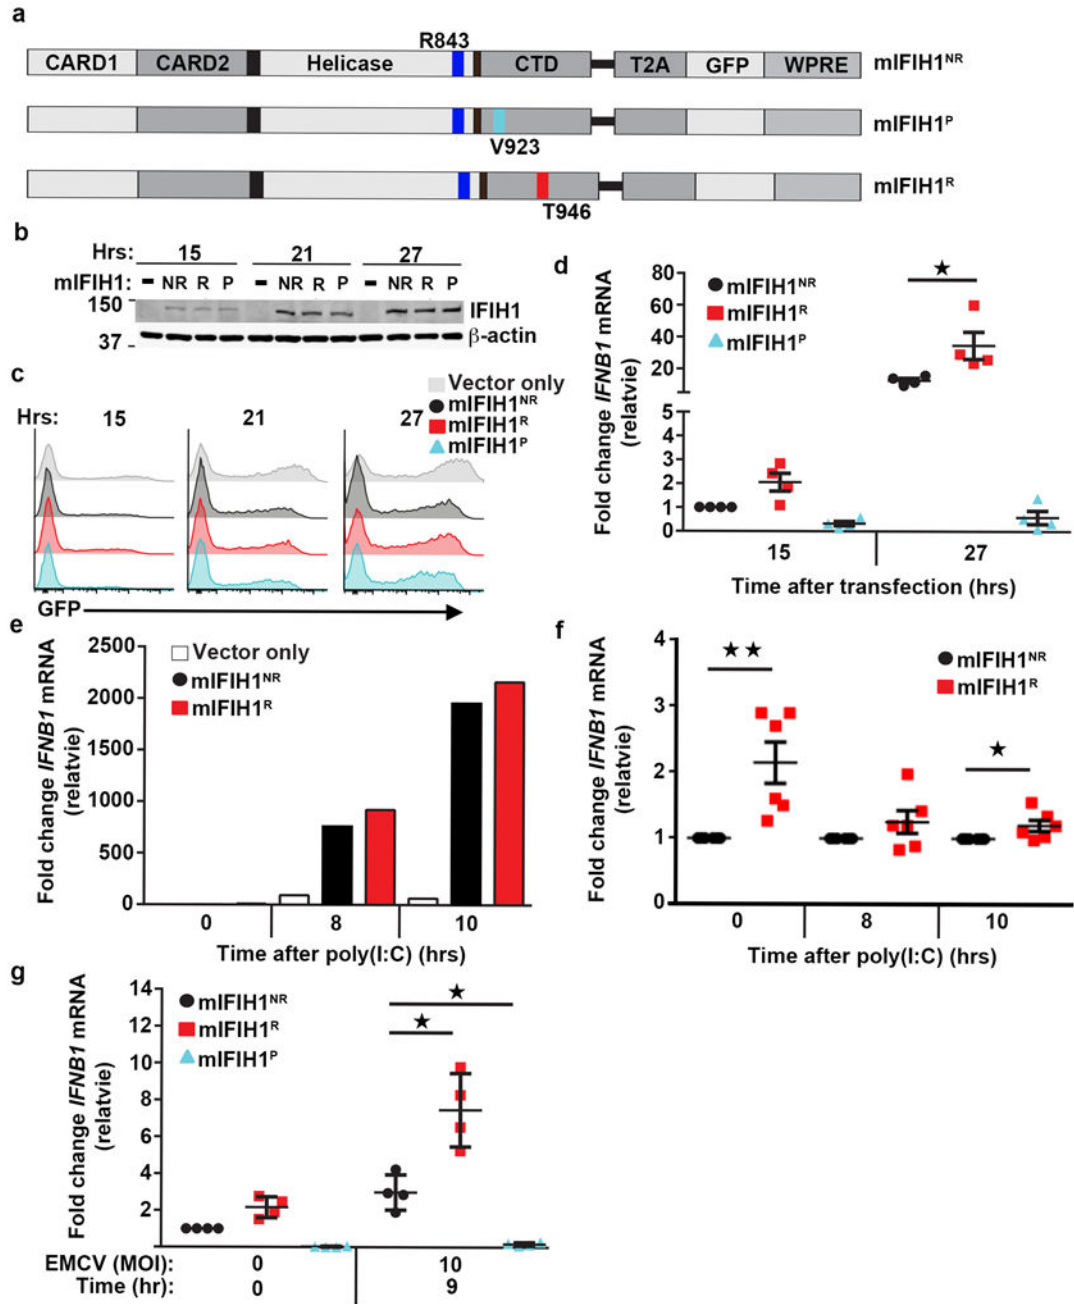 a
R843
CARD1 CARD2 Helicase CTD T2A GFP WPRE mIFIH1NR
mIFIH1P
V923
mIFIH1R
T946
b
Hrs: 15 21 27
mIFIH1: - NR R P - NR R P - NR R P
150
IFIH1
β-actin
37
c
Vector only
mIFIH1NR
mIFIH1R
mIFIH1P
Hrs: 15 21 27
GFP
d
mIFIH1NR
mIFIH1R
mIFIH1P
Fold change IFNB1 mRNA
(relatvie)
80
60
40
20
5
4
3
2
1
0
15 27
Time after transfection (hrs)
e
Vector only
mIFIH1NR
mIFIH1R
Fold change IFNB1 mRNA
(relatvie)
2500
2000
1500
1000
500
0
0 8 10
Time after poly(I:C) (hrs)
f
mIFIH1NR
mIFIH1R
Fold change IFNB1 mRNA
(relatvie)
4
3
2
1
0
0 8 10
Time after poly(I:C) (hrs)
g
mIFIH1NR
mIFIH1R
mIFIH1P
Fold change IFNB1 mRNA
(relatvie)
14
12
10
8
6
4
2
EMCV (MOI): 0 10
Time (hr): 0 9